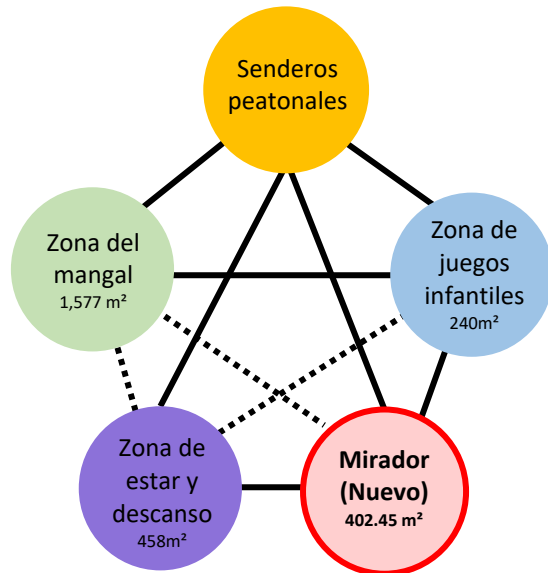 Senderos
peatonales
Zona del
mangal
1,577 m²
Zona de
juegos
infantiles
240m²
Zona de
estar y
descanso
458m²
Mirador
(Nuevo)
402.45 m²